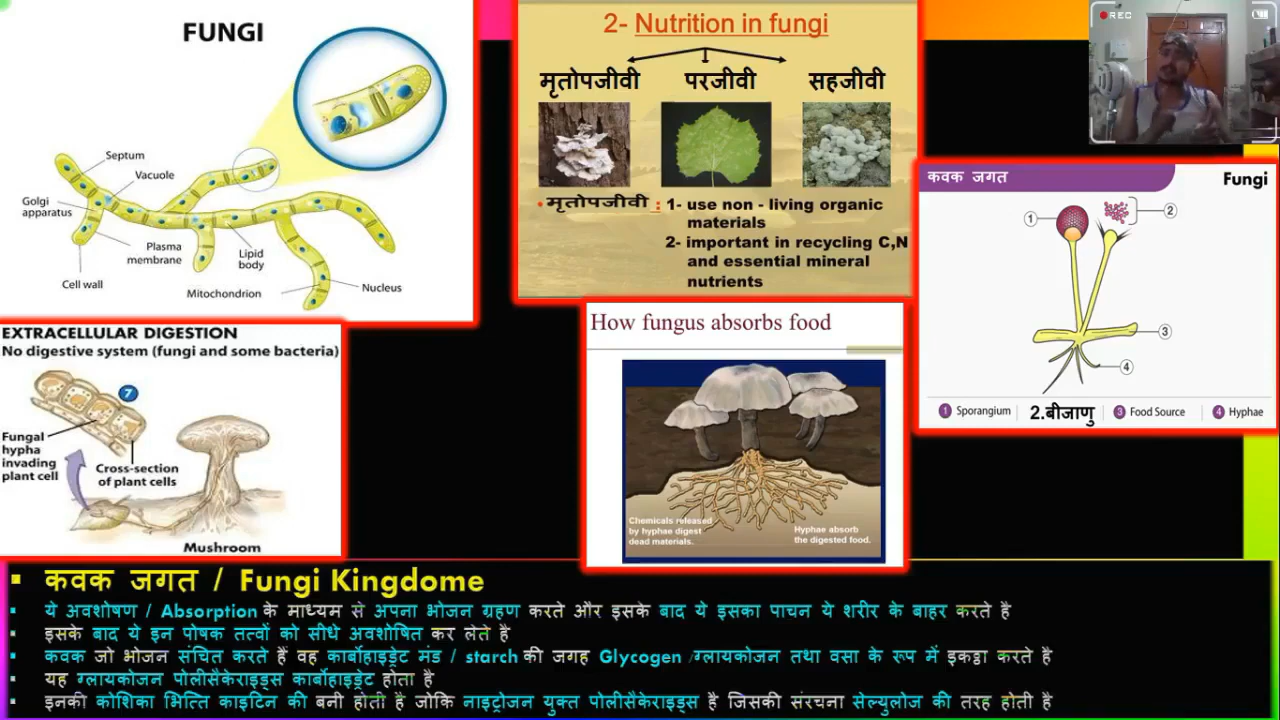 FUNGI
Septum
Vacuole
Golgi
apparatus
Plasma
membrane
Lipid
body
Cell wall
Mitochondrion
Nucleus
2- Nutrition in fungi
मृतोपजीवी परजीवी सहजीवी
• मृतोपजीवी : 1- use non - living organic
materials
2- important in recycling C,N
and essential mineral
nutrients
REC
कवक जगत Fungi
1
2
3
4
1 Sporangium 2.बीजाणु 3 Food Source 4 Hyphae
EXTRACELLULAR DIGESTION
No digestive system (fungi and some bacteria)
7
Fungal
hypha
invading
plant cell
Cross-section
of plant cells
Mushroom
How fungus absorbs food
Chemicals released
by hyphae digest
dead materials.
Hyphae absorb
the digested food.
▪ कवक जगत / Fungi Kingdome
▪ ये अवशोषण / Absorption के माध्यम से अपना भोजन ग्रहण करते और इसके बाद ये इसका पाचन ये शरीर के बाहर करते है
▪ इसके बाद ये इन पोषक तत्वों को सीधे अवशोषित कर लेते है
▪ कवक जो भोजन संचित करते हैं वह कार्बोहाइड्रेट मंड / starch की जगह Glycogen /ग्लायकोजन तथा वसा के रूप में इकठ्ठा करते है
▪ यह ग्लायकोजन पोलीसैकेराइड्स कार्बोहाइड्रेट होता है
▪ इनकी कोशिका भित्ति काइटिन की बनी होती है जोकि नाइट्रोजन युक्त पोलीसैकेराइड्स है जिसकी संरचना सेल्युलोज की तरह होती है